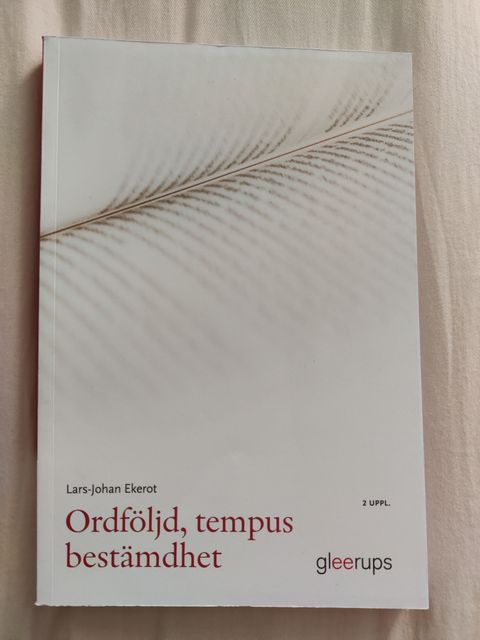 Lars-Johan Ekerot
2 UPPL.
Ordföljd, tempus
bestämdhet
gleerups